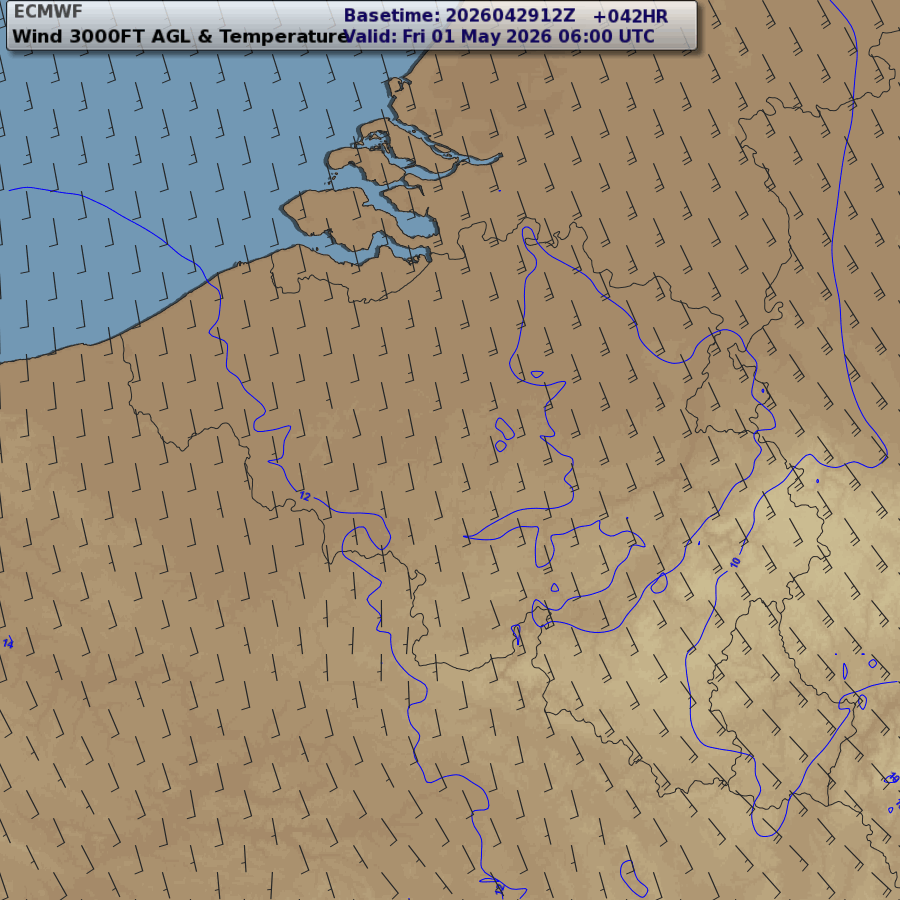 ECMWF
Basetime: 2026042912Z +042HR
Wind 3000FT AGL & Temperature
Valid: Fri 01 May 2026 06:00 UTC
12
10
14